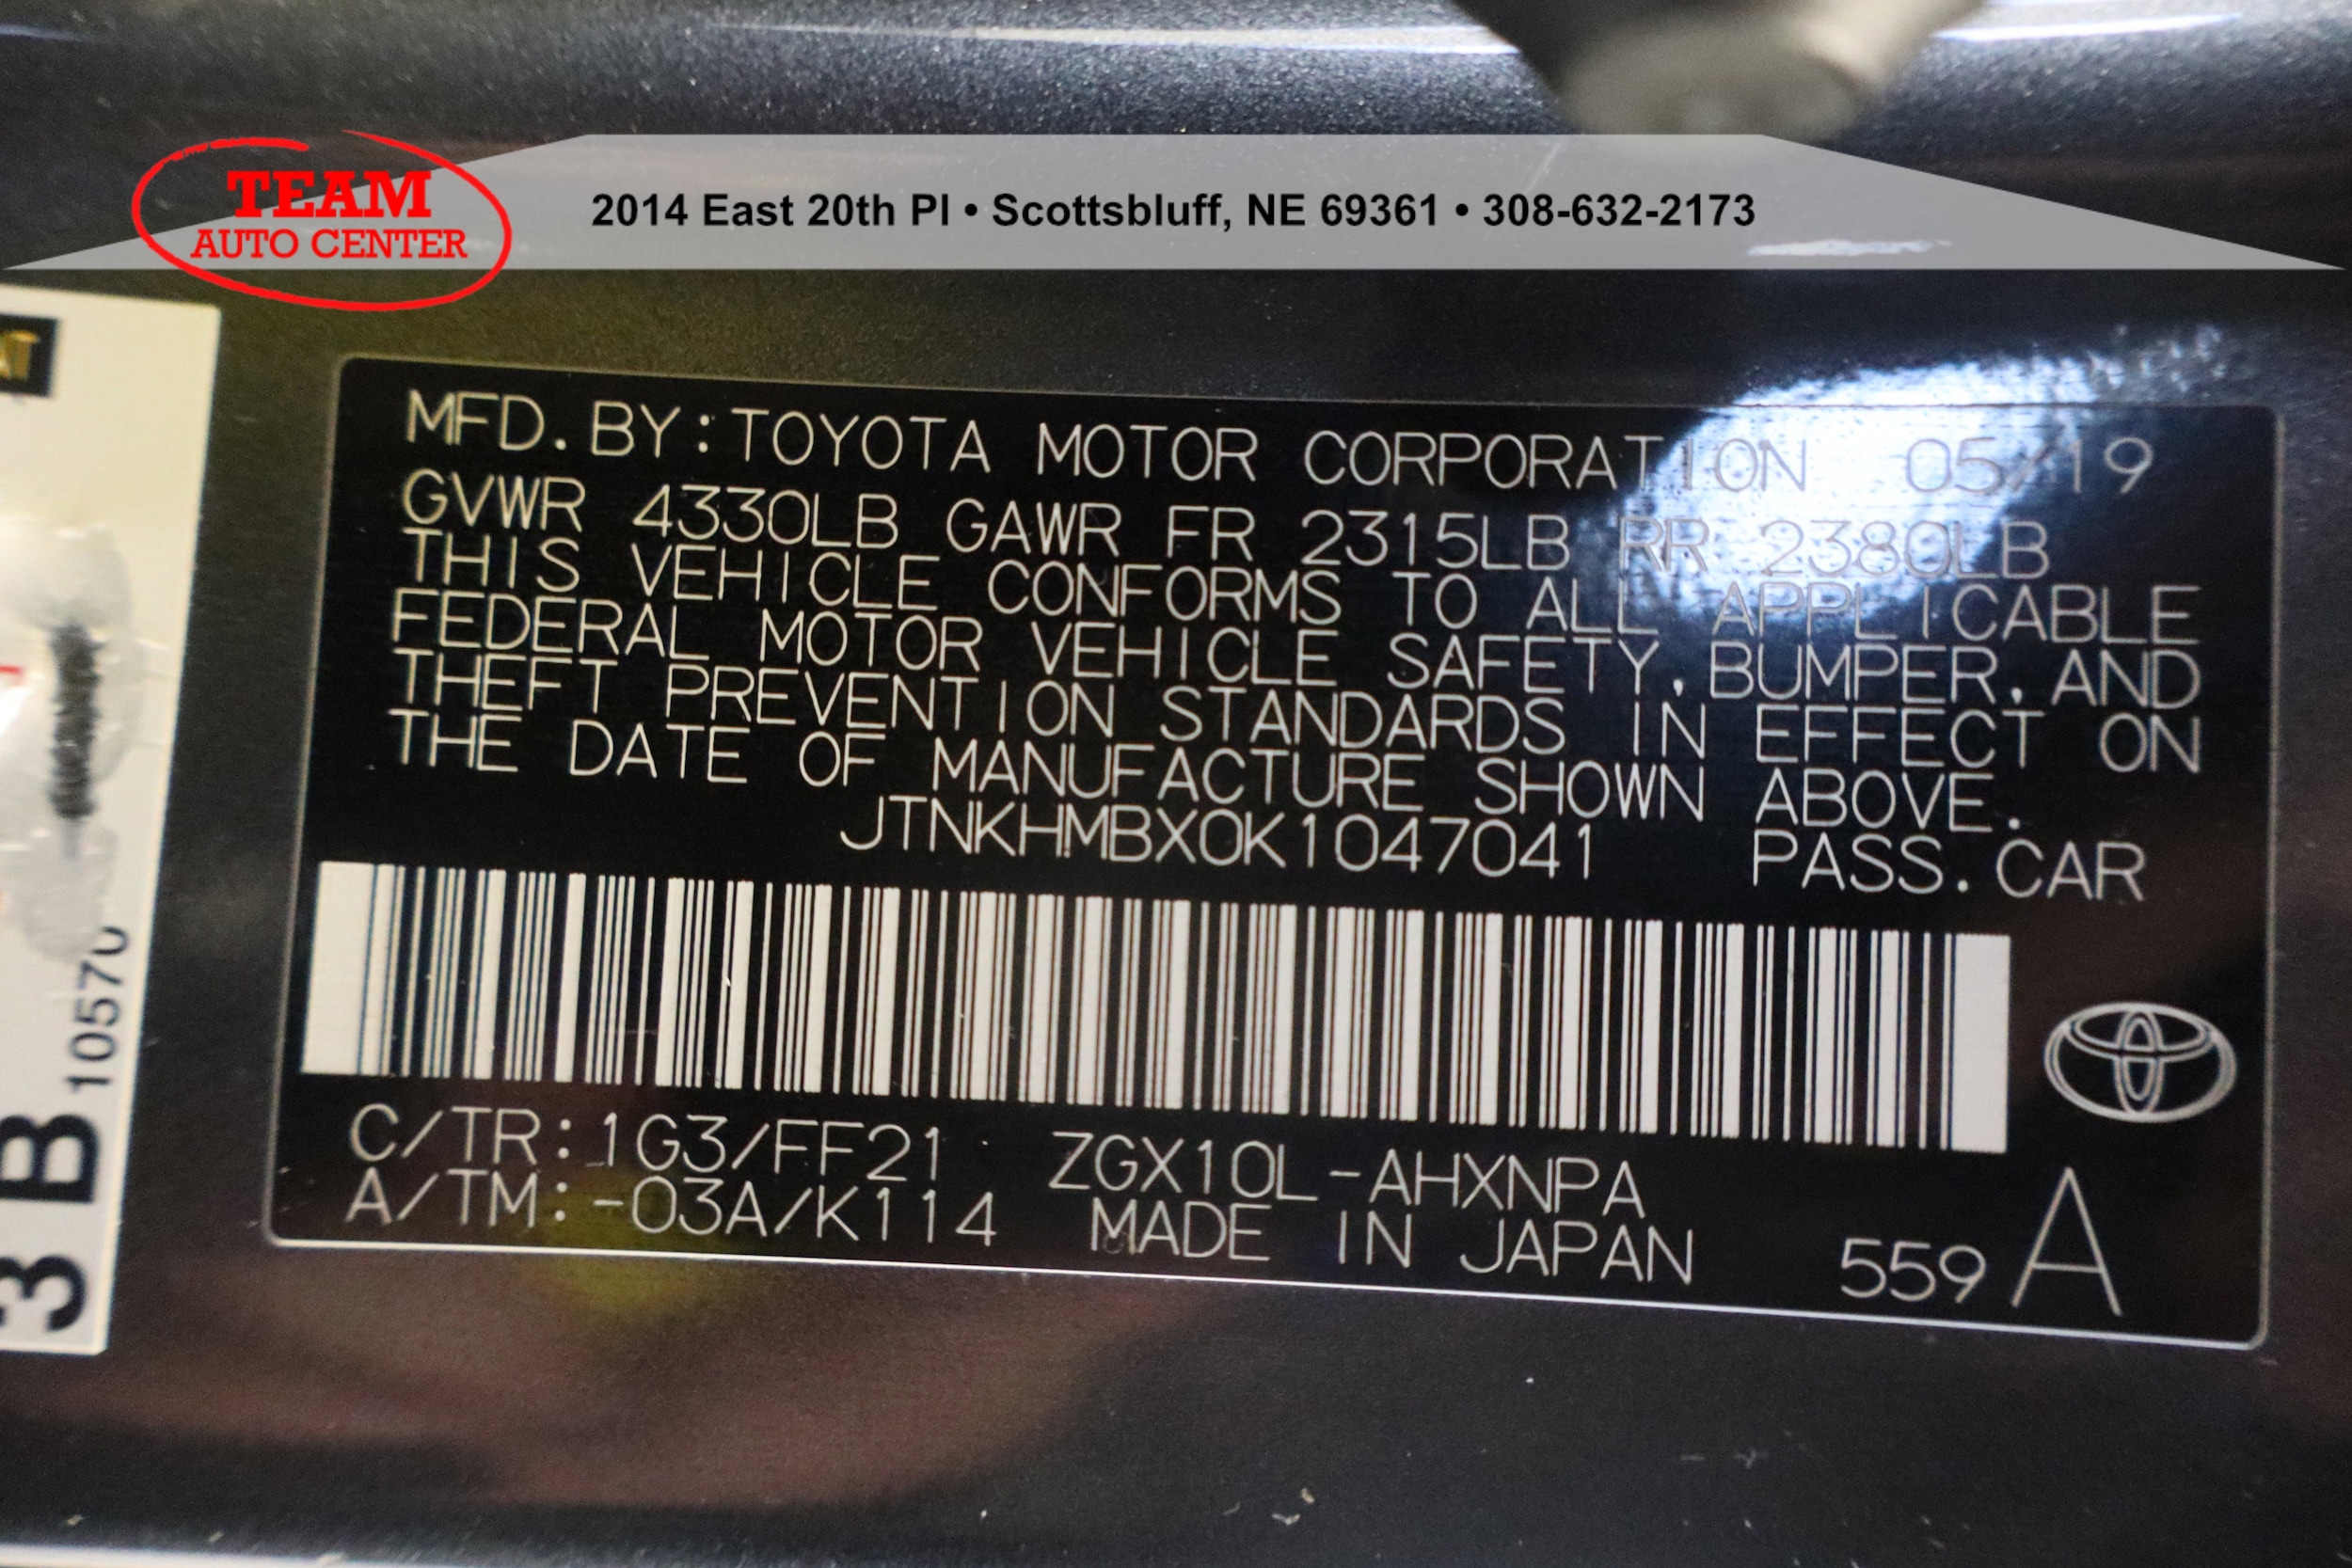 TEAM
AUTO CENTER
2014 East 20th Pl • Scottsbluff, NE 69361 • 308-632-2173
MFD. BY: TOYOTA MOTOR CORPORATION 05/19
GVWR 4330LB GAWR FR 2315LB RR 2380LB
THIS VEHICLE CONFORMS TO ALL APPLICABLE
FEDERAL MOTOR VEHICLE SAFETY, BUMPER, AND
THEFT PREVENTION STANDARDS IN EFFECT ON
THE DATE OF MANUFACTURE SHOWN ABOVE.
JTNKHMBX0K1047041 PASS. CAR
C/TR: 1G3/FF21 ZGX10L-AHXNPA
A/TM: -03A/K114 MADE IN JAPAN 559 A
3 B 10570